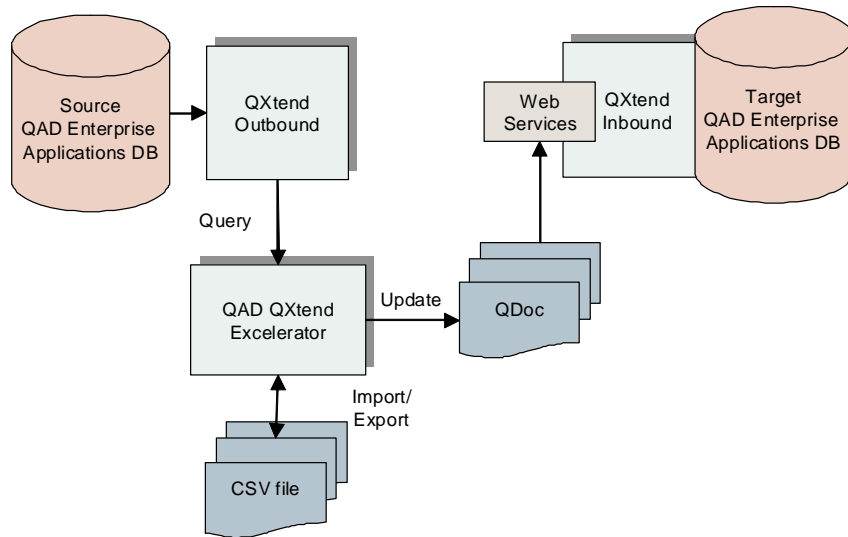 Source
QAD Enterprise
Applications DB
QXtend
Outbound
Web
Services
QXtend
Inbound
Target
QAD Enterprise
Applications DB
Query
QAD QXtend
Excelerator
Update
QDoc
Import/
Export
CSV file